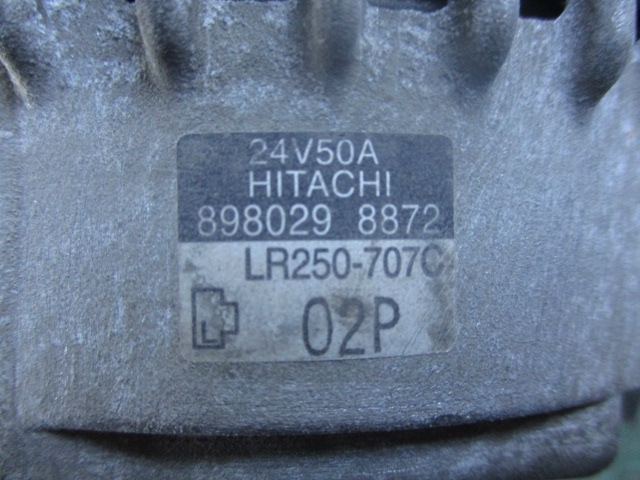 24V50A
HITACHI
898029 8872
LR250-707C
L
02P